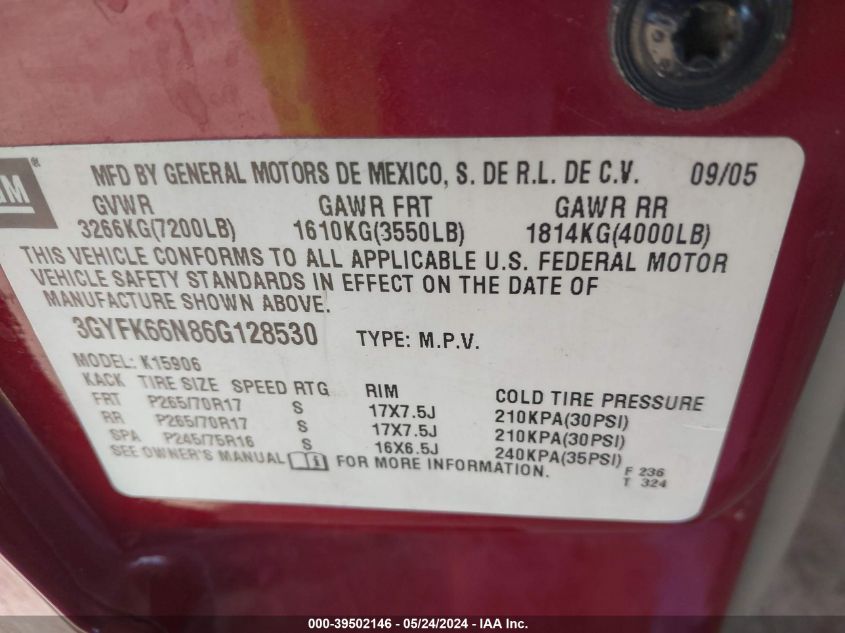 GM ®
MFD BY GENERAL MOTORS DE MEXICO, S. DE R.L. DE C.V. 09/05
GVWR GAWR FRT GAWR RR
3266KG(7200LB) 1610KG(3550LB) 1814KG(4000LB)
THIS VEHICLE CONFORMS TO ALL APPLICABLE U.S. FEDERAL MOTOR
VEHICLE SAFETY STANDARDS IN EFFECT ON THE DATE OF
MANUFACTURE SHOWN ABOVE.
3GYFK66N86G128530 TYPE: M.P.V.
MODEL: K15906
KACK TIRE SIZE SPEED RTG RIM COLD TIRE PRESSURE
FRT P265/70R17 S 17X7.5J 210KPA(30PSI)
RR P265/70R17 S 17X7.5J 210KPA(30PSI)
SPA P245/75R16 S 16X6.5J 240KPA(35PSI)
SEE OWNER'S MANUAL FOR MORE INFORMATION. F 236
T 324
000-39502146 - 05/24/2024 - IAA Inc.